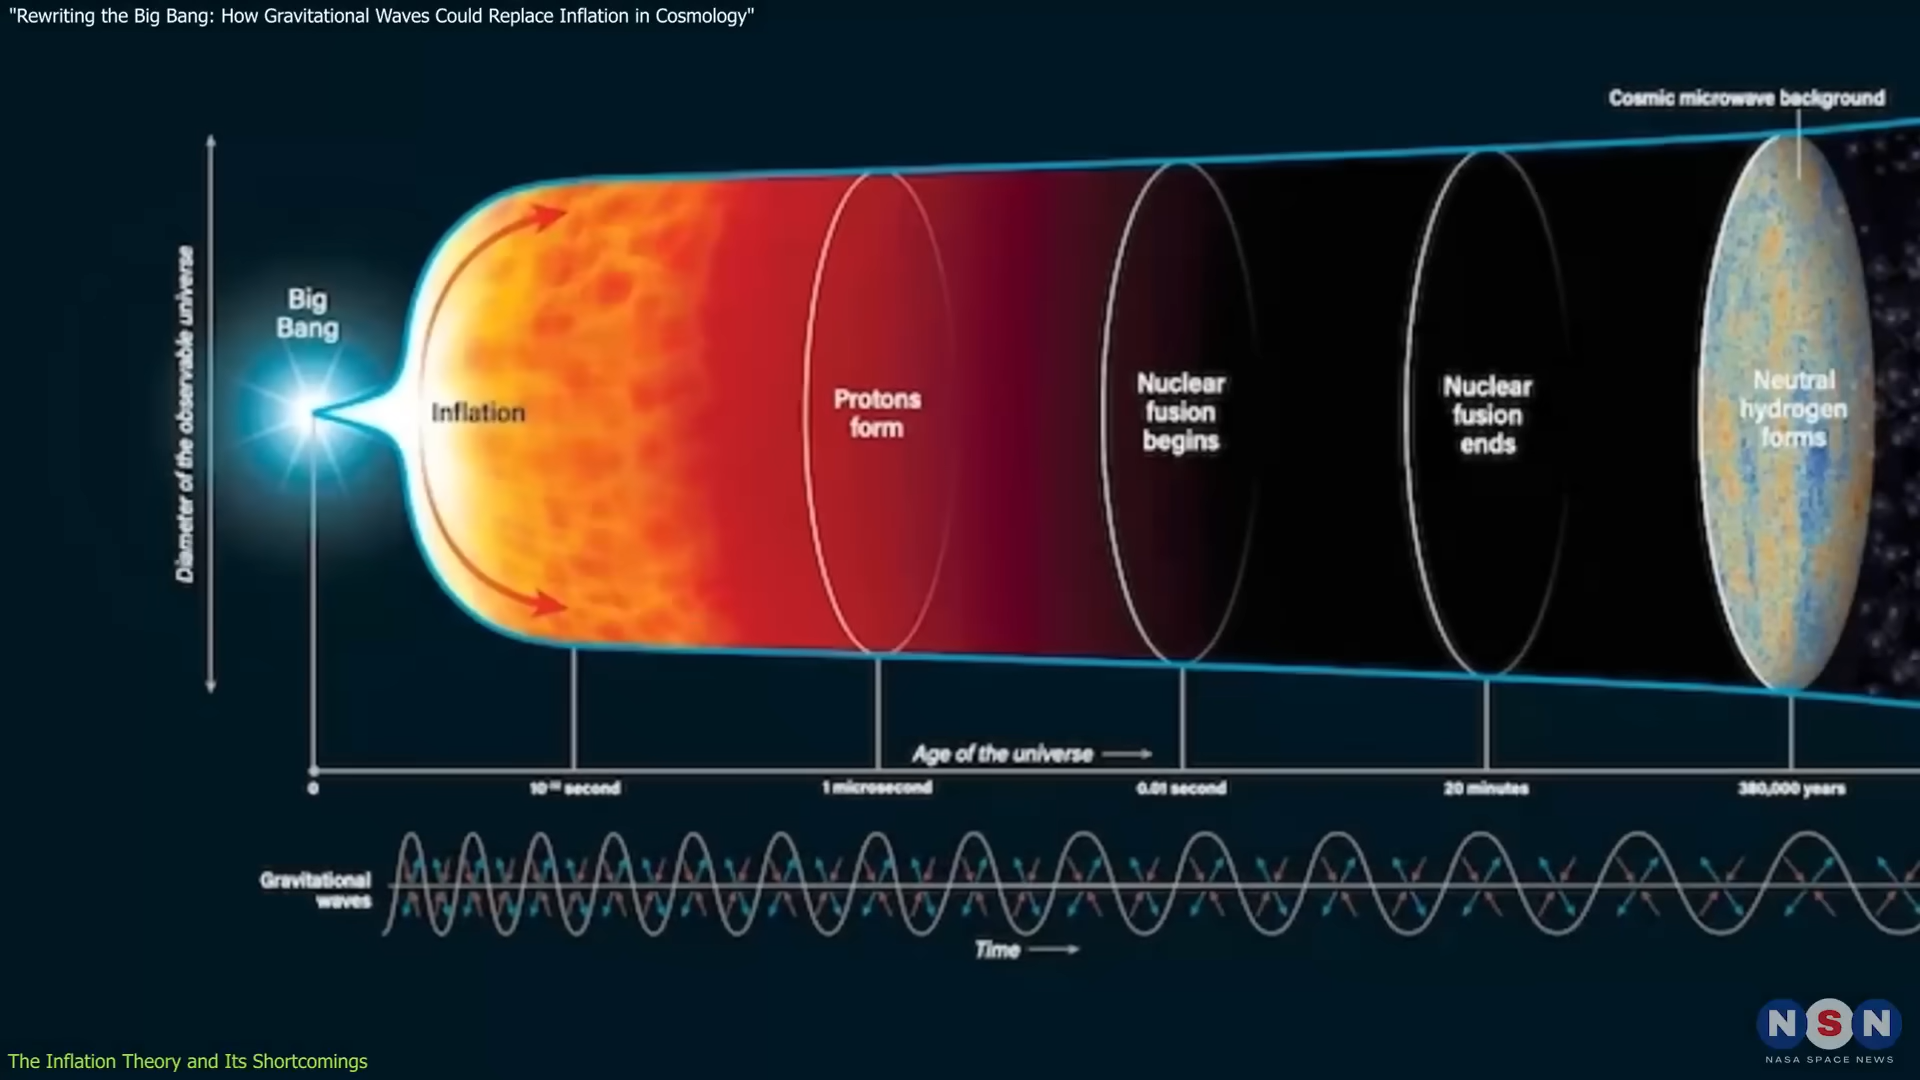 "Rewriting the Big Bang: How Gravitational Waves Could Replace Inflation in Cosmology"
Cosmic microwave background
Diameter of the observable universe
Big
Bang
Inflation
Protons
form
Nuclear
fusion
begins
Nuclear
fusion
ends
Neutral
hydrogen
forms
Age of the universe
0
second
1 microsecond
0.01 second
20 minutes
380,000 years
Gravitational
waves
Time
NSN
NASA SPACE NEWS
The Inflation Theory and Its Shortcomings